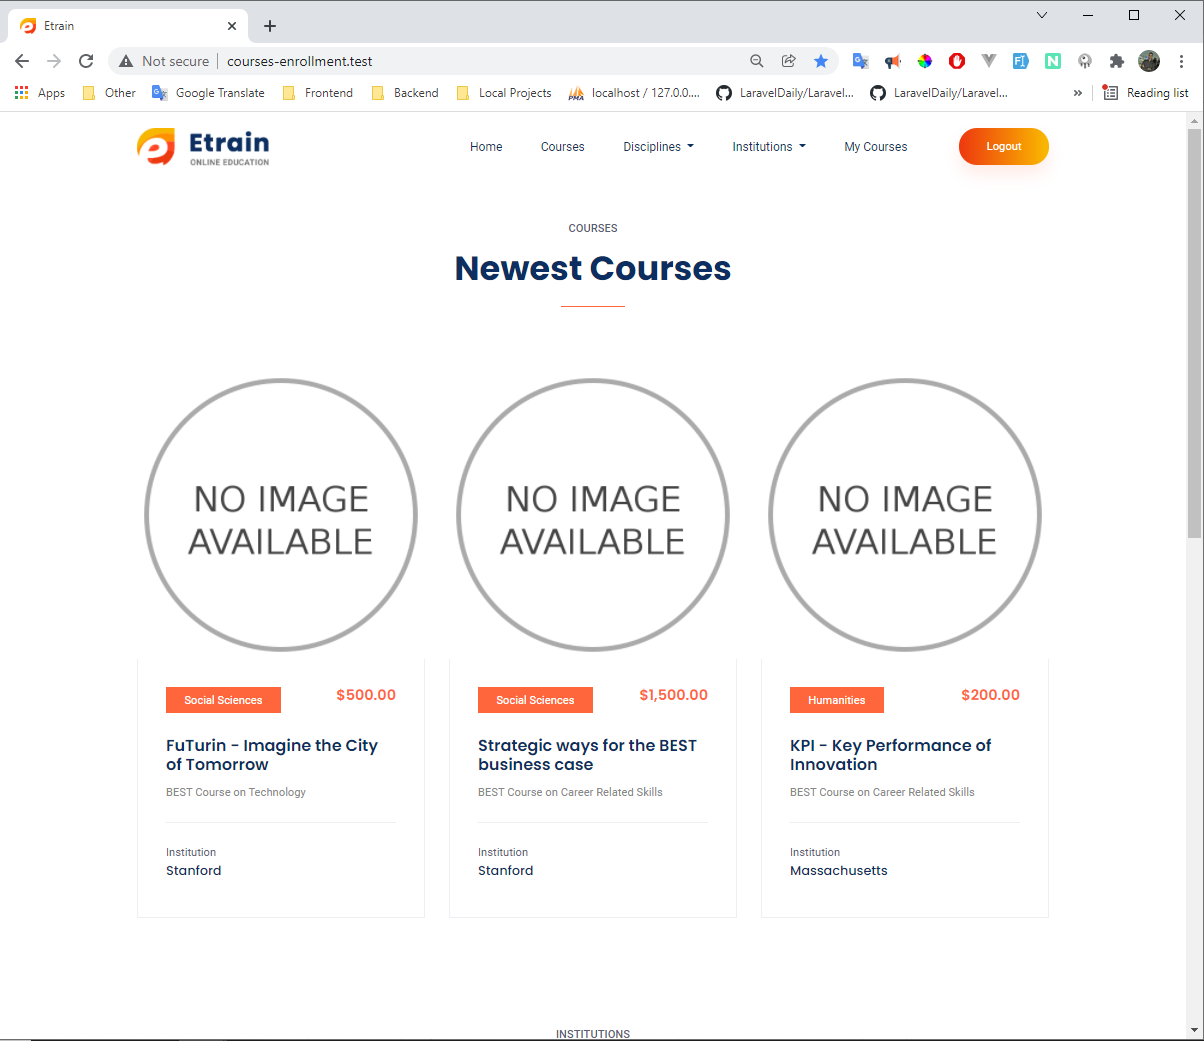 Etrain
Not secure
courses-enrollment.test
Apps
Other
Google Translate
Frontend
Backend
Local Projects
PMA
localhost / 127.0.0....
LaravelDaily/Laravel...
LaravelDaily/Laravel...
»
Reading list
Etrain
ONLINE EDUCATION
Home
Courses
Disciplines
Institutions
My Courses
Logout
COURSES
Newest Courses
NO IMAGE
AVAILABLE
NO IMAGE
AVAILABLE
NO IMAGE
AVAILABLE
Social Sciences
$500.00
FuTurin - Imagine the City
of Tomorrow
BEST Course on Technology
Institution
Stanford
Social Sciences
$1,500.00
Strategic ways for the BEST
business case
BEST Course on Career Related Skills
Institution
Stanford
Humanities
$200.00
KPI - Key Performance of
Innovation
BEST Course on Career Related Skills
Institution
Massachusetts
INSTITUTIONS